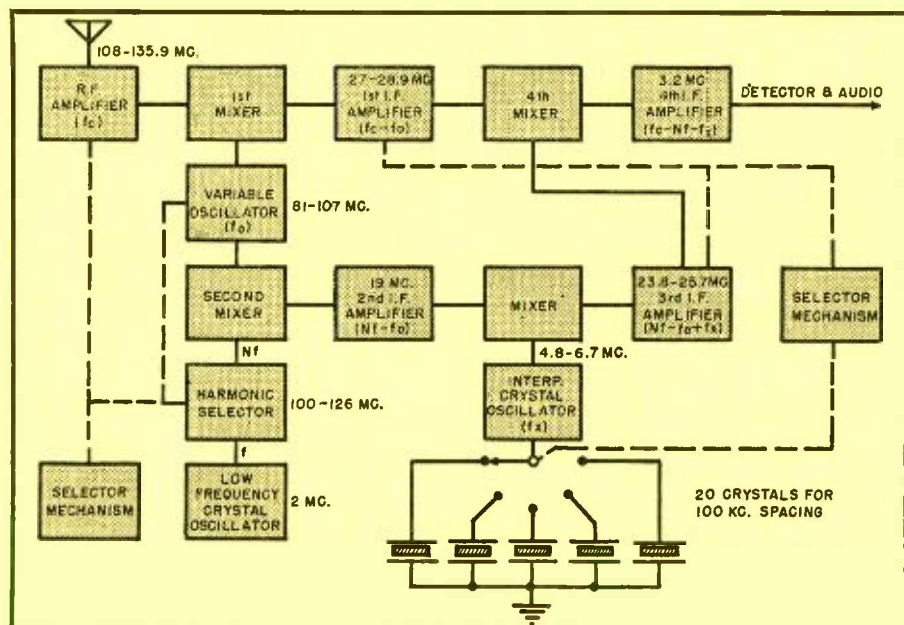 108-135.9 MC.
R.F.
AMPLIFIER
(fc)
1st
MIXER
27-28.9 MC
1st I.F.
AMPLIFIER
(fc-fo)
4th
MIXER
3.2 MC
4th I.F.
AMPLIFIER
(fc-Nf-fx)
DETECTOR & AUDIO
VARIABLE
OSCILLATOR
(fo)
81-107 MC.
SECOND
MIXER
19 MC.
2nd I.F.
AMPLIFIER
(Nf-fo)
MIXER
23.8-25.7MC
3rd I.F.
AMPLIFIER
(Nf-fo+fx)
SELECTOR
MECHANISM
Nf
4.8-6.7 MC.
HARMONIC
SELECTOR
100-126 MC.
INTERP.
CRYSTAL
OSCILLATOR
(fx)
f
SELECTOR
MECHANISM
LOW
FREQUENCY
CRYSTAL
OSCILLATOR
2 MC.
20 CRYSTALS FOR
100 KC. SPACING